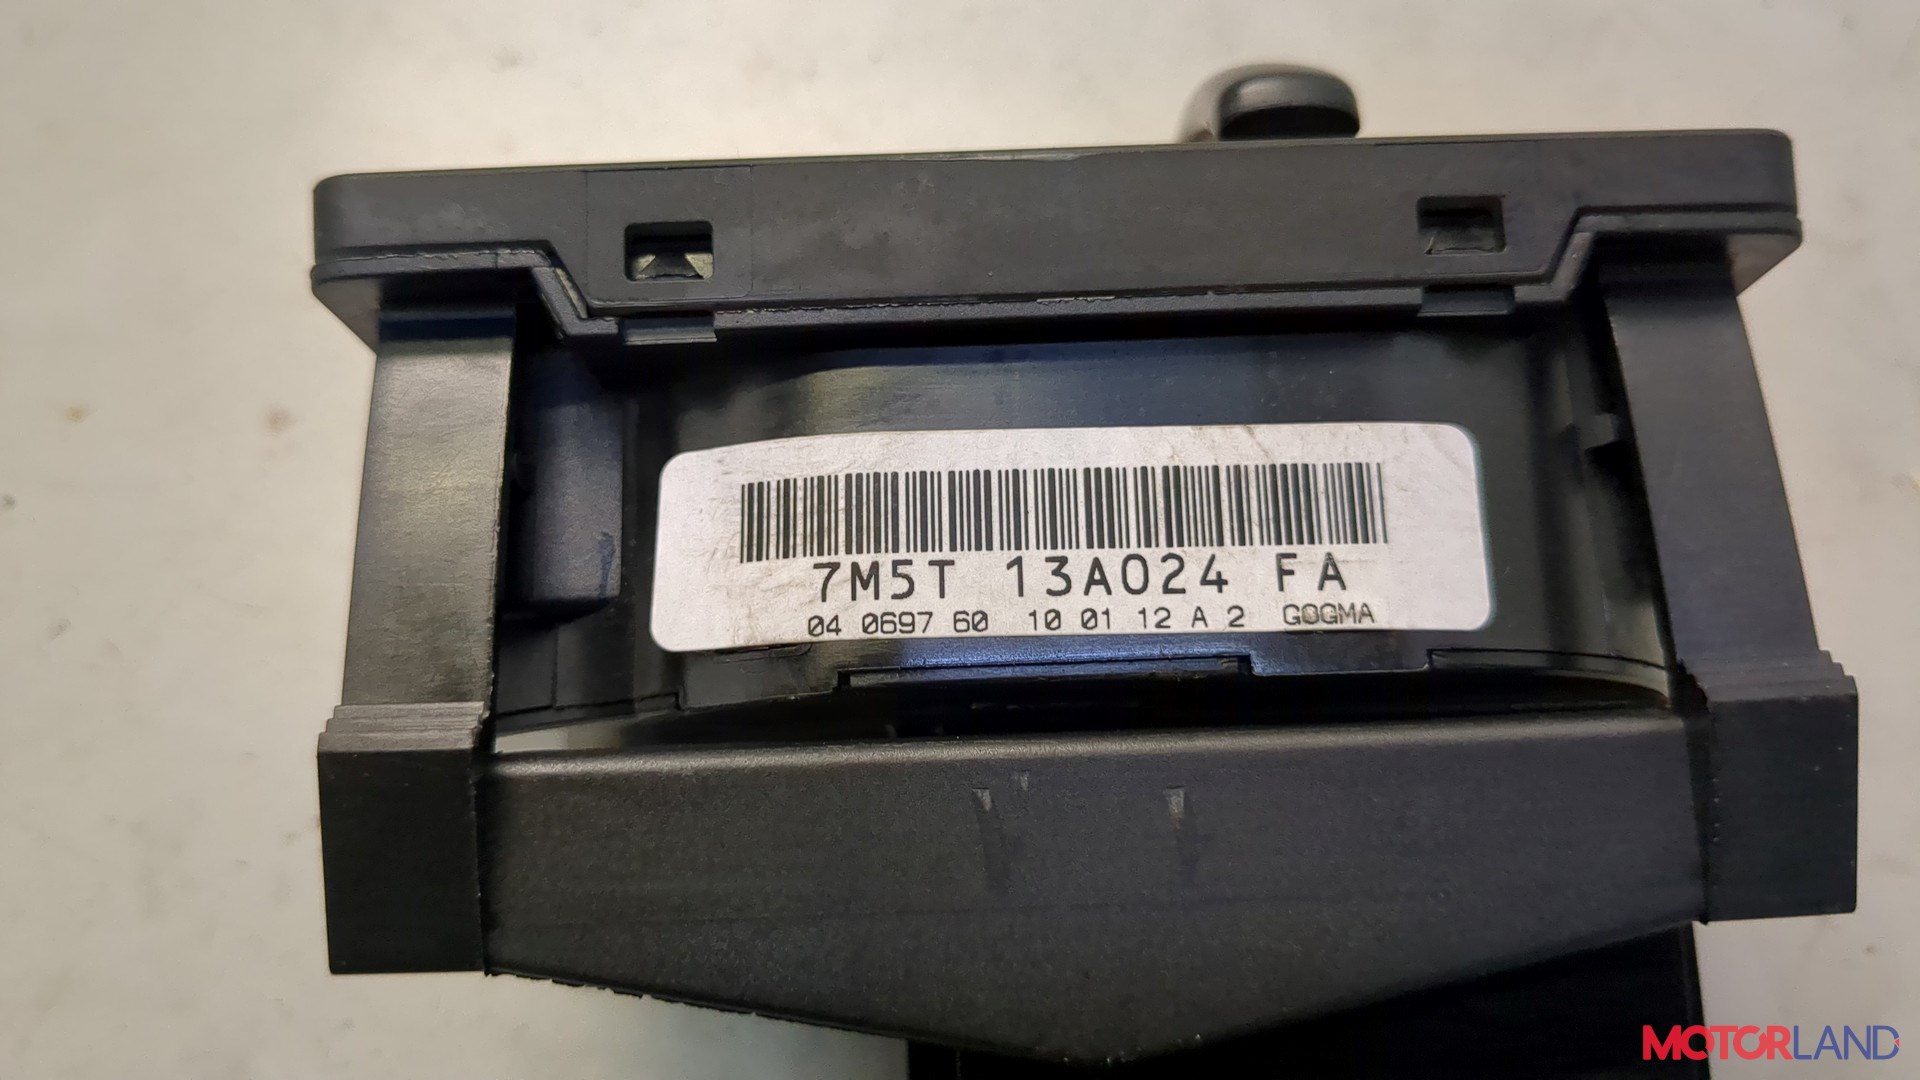 7M5T 13A024 FA
04 0697 60 10 01 12 A 2 GOGMA
MOTORLAND